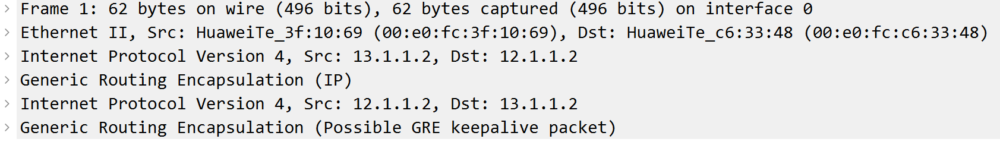 Frame 1: 62 bytes on wire (496 bits), 62 bytes captured (496 bits) on interface 0
Ethernet II, Src: HuaweiTe_3f:10:69 (00:e0:fc:3f:10:69), Dst: HuaweiTe_c6:33:48 (00:e0:fc:c6:33:48)
Internet Protocol Version 4, Src: 13.1.1.2, Dst: 12.1.1.2
Generic Routing Encapsulation (IP)
Internet Protocol Version 4, Src: 12.1.1.2, Dst: 13.1.1.2
Generic Routing Encapsulation (Possible GRE keepalive packet)